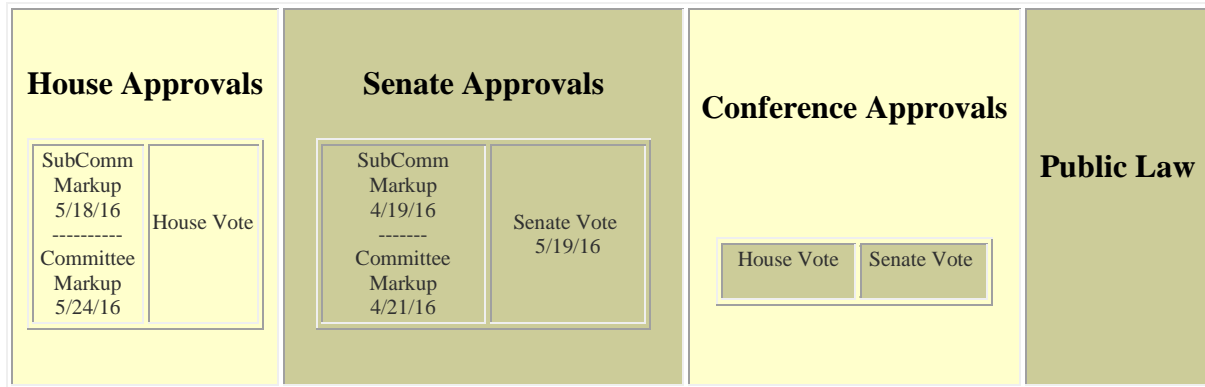 House Approvals
SubComm
Markup
5/18/16
----------
Committee
Markup
5/24/16
House Vote
Senate Approvals
SubComm
Markup
4/19/16
-------
Committee
Markup
4/21/16
Senate Vote
5/19/16
Conference Approvals
House Vote
Senate Vote
Public Law